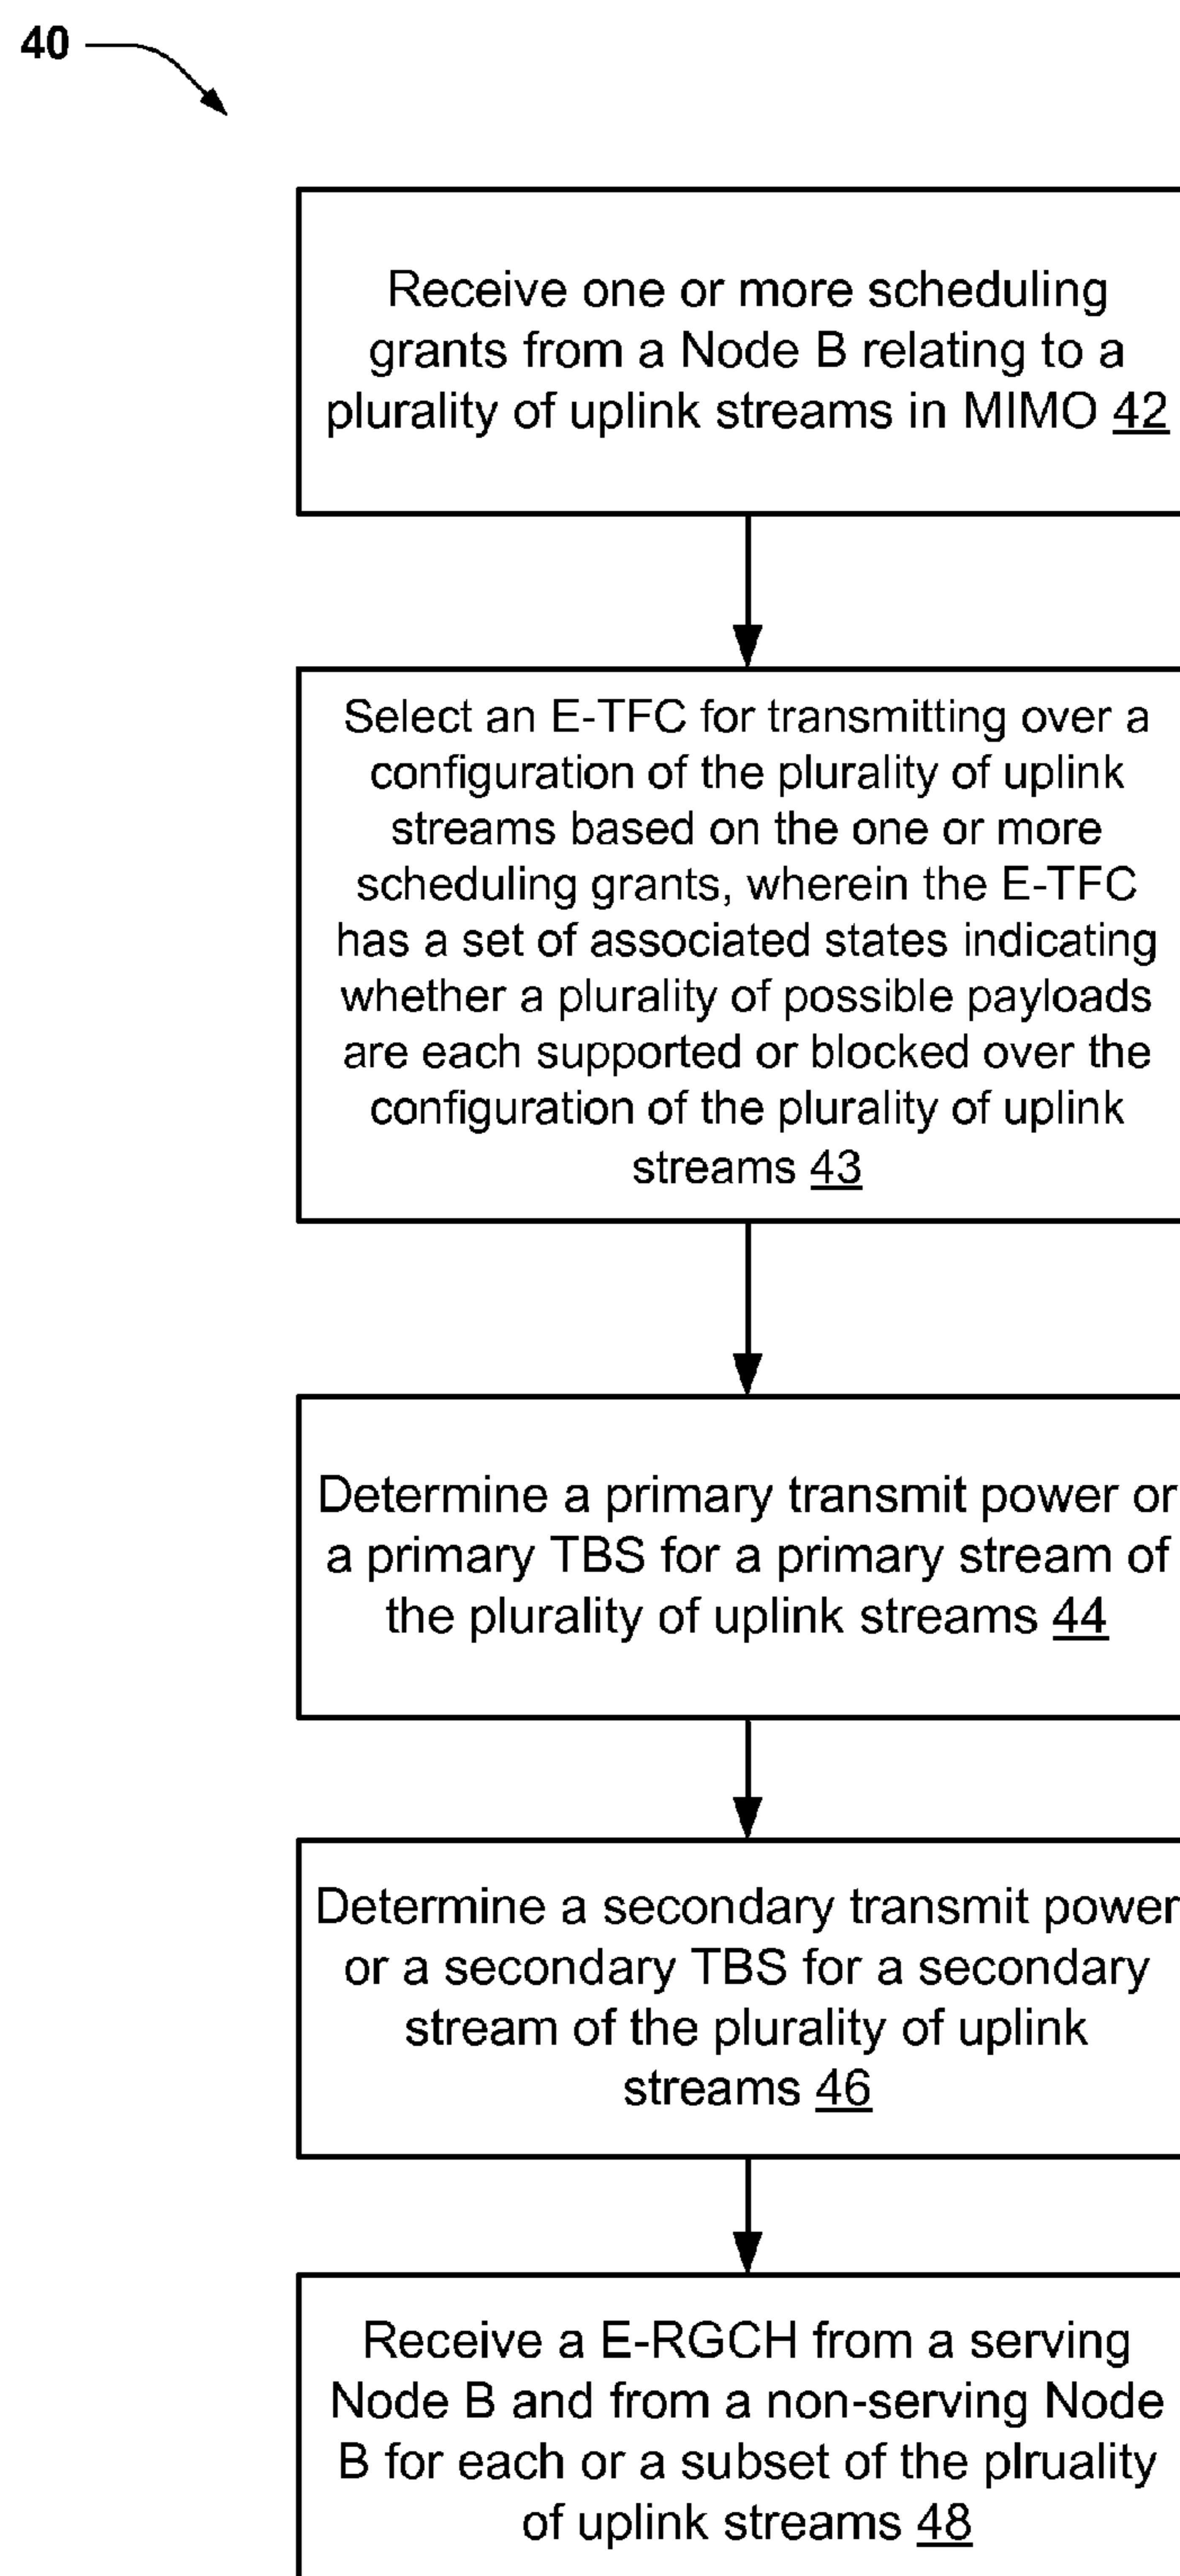 40
Receive one or more scheduling
grants from a Node B relating to a
plurality of uplink streams in MIMO 42
Select an E-TFC for transmitting over a
configuration of the plurality of uplink
streams based on the one or more
scheduling grants, wherein the E-TFC
has a set of associated states indicating
whether a plurality of possible payloads
are each supported or blocked over the
configuration of the plurality of uplink
streams 43
Determine a primary transmit power or
a primary TBS for a primary stream of
the plurality of uplink streams 44
Determine a secondary transmit power
or a secondary TBS for a secondary
stream of the plurality of uplink
streams 46
Receive a E-RGCH from a serving
Node B and from a non-serving Node
B for each or a subset of the plruality
of uplink streams 48